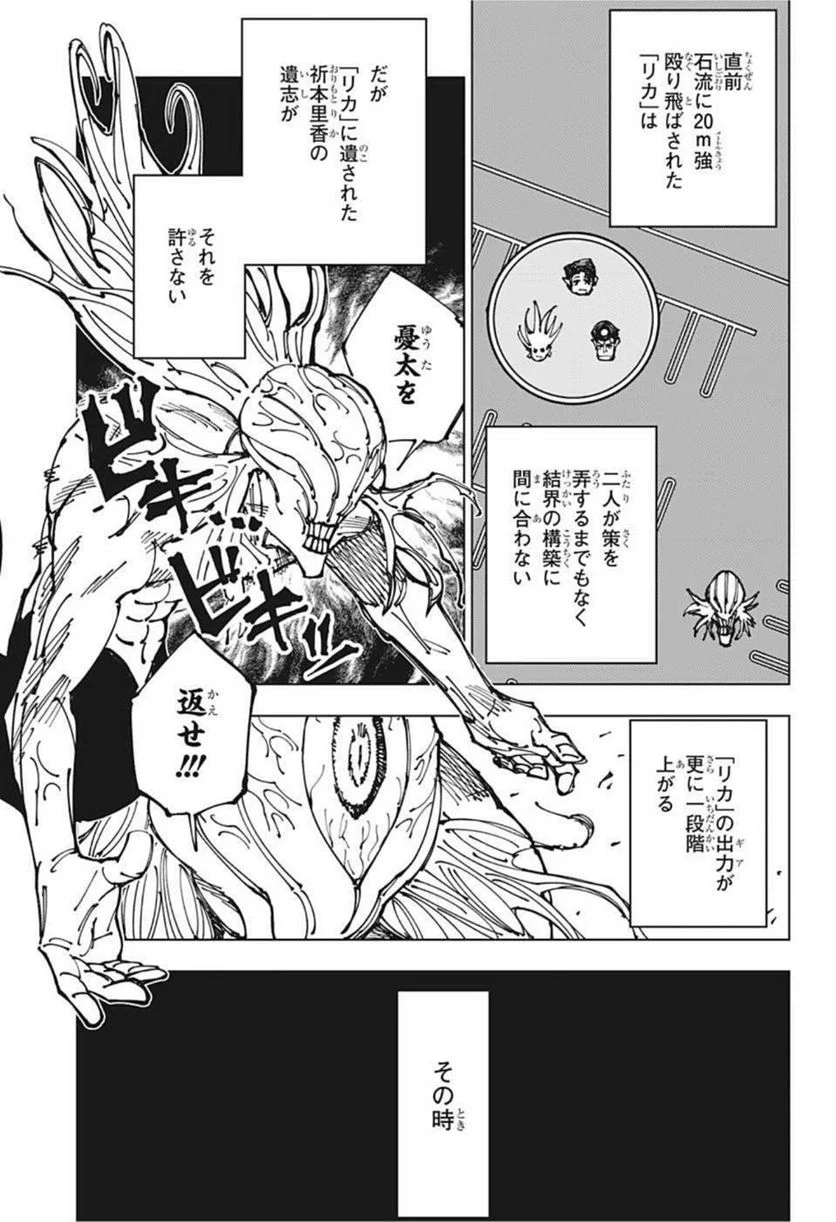 直前
石流に20m強
殴り飛ばされた
「リカ」は
二人が策を
弄するまでもなく
結界の構築に
間に合わない
だが
「リカ」に遺された
祈本里香の
遺志が
それを
許さない
憂太を
ビキキッ
ビキッ
返せ!!!
「リカ」の出力が
更に一段階
上がる
その時